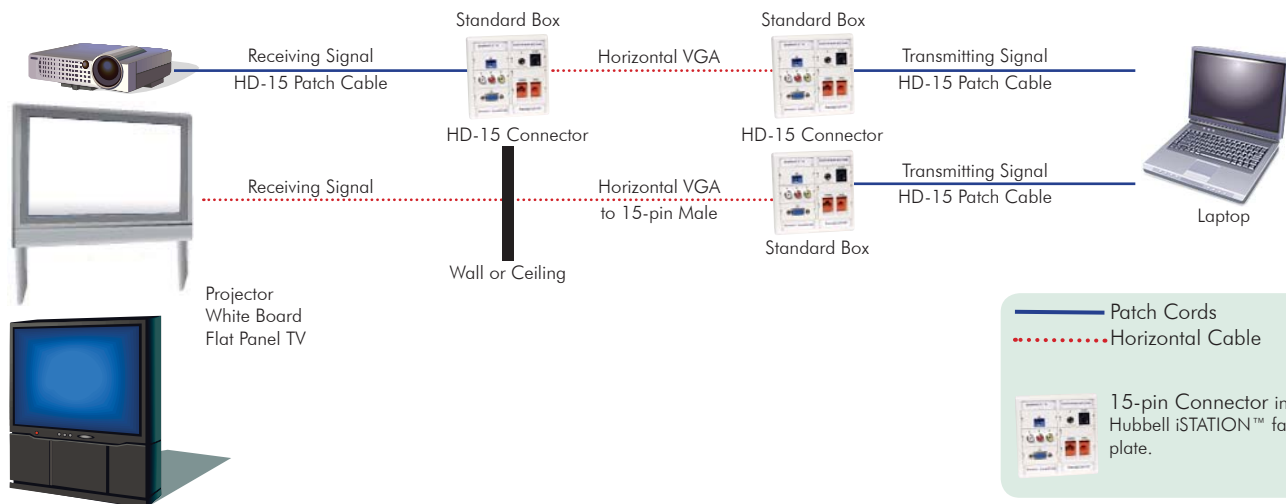 Standard Box
Standard Box
Receiving Signal
Horizontal VGA
Transmitting Signal
HD-15 Patch Cable
HD-15 Patch Cable
HD-15 Connector
HD-15 Connector
Receiving Signal
Horizontal VGA
to 15-pin Male
Transmitting Signal
HD-15 Patch Cable
Laptop
Standard Box
Wall or Ceiling
Projector
White Board
Flat Panel TV
Patch Cords
Horizontal Cable
15-pin Connector in
Hubbell iSTATION™
plate.